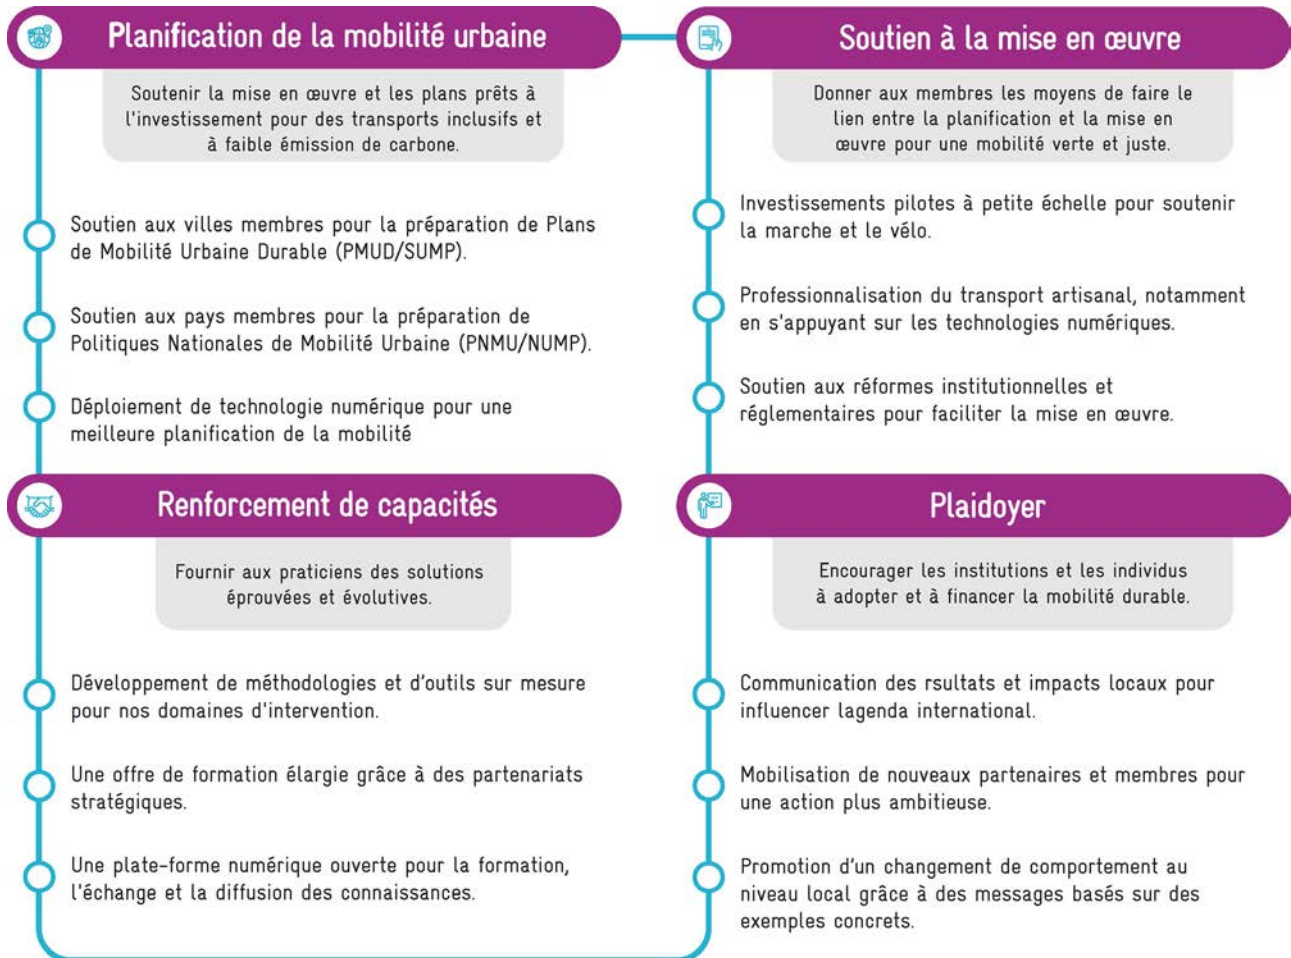 Planification de la mobilité urbaine
Soutenir la mise en œuvre et les plans prêts à
l'investissement pour des transports inclusifs et
à faible émission de carbone.
Soutien aux villes membres pour la préparation de Plans
de Mobilité Urbaine Durable (PMUD/SUMP).
Soutien aux pays membres pour la préparation de
Politiques Nationales de Mobilité Urbaine (PNMU/NUMP).
Déploiement de technologie numérique pour une
meilleure planification de la mobilité
Soutien à la mise en œuvre
Donner aux membres les moyens de faire le
lien entre la planification et la mise en
œuvre pour une mobilité verte et juste.
Investissements pilotes à petite échelle pour soutenir
la marche et le vélo.
Professionnalisation du transport artisanal, notamment
en s'appuyant sur les technologies numériques.
Soutien aux réformes institutionnelles et
réglementaires pour faciliter la mise en œuvre.
Renforcement de capacités
Fournir aux praticiens des solutions
éprouvées et évolutives.
Développement de méthodologies et d'outils sur mesure
pour nos domaines d'intervention.
Une offre de formation élargie grâce à des partenariats
stratégiques.
Une plate-forme numérique ouverte pour la formation,
l'échange et la diffusion des connaissances.
Plaidoyer
Encourager les institutions et les individus
à adopter et à financer la mobilité durable.
Communication des rsultats et impacts locaux pour
influencer lagenda international.
Mobilisation de nouveaux partenaires et membres pour
une action plus ambitieuse.
Promotion d'un changement de comportement au
niveau local grâce à des messages basés sur des
exemples concrets.